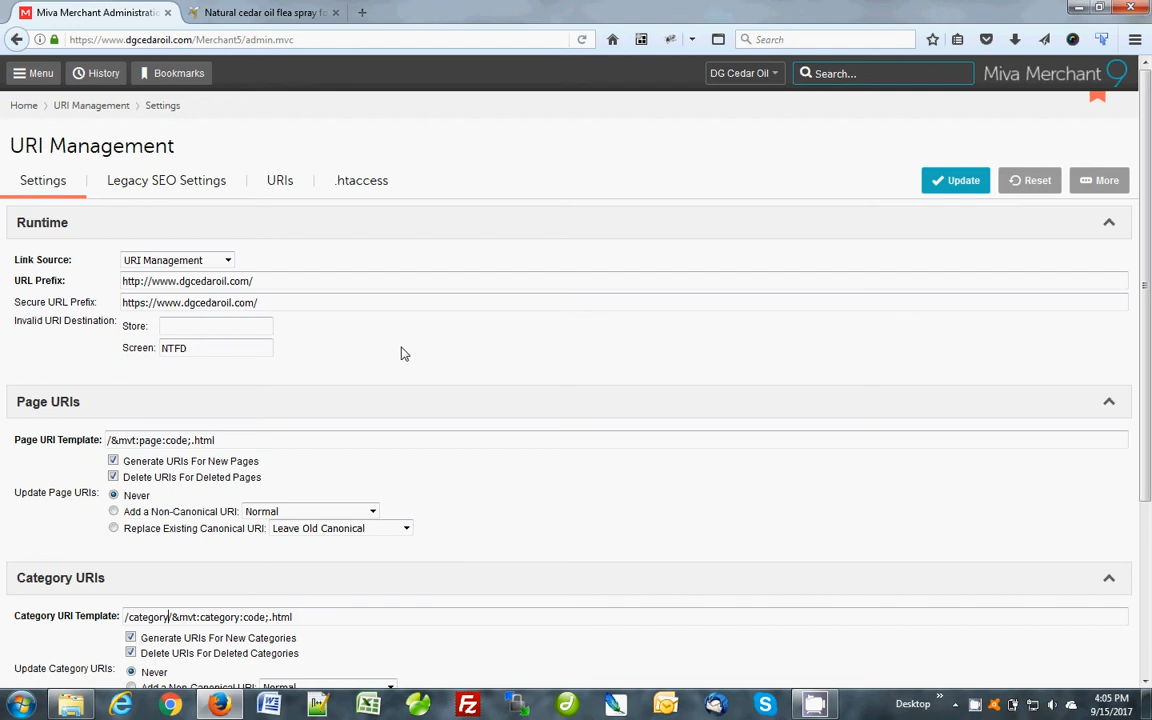 Miva Merchant Administrati
Natural cedar oil flea spray fo
https://www.dgcedaroil.com/Merchant5/admin.mvc
Search
Menu
History
Bookmarks
DG Cedar Oil
Search...
Miva Merchant 9
Home > URI Management > Settings
URI Management
Settings
Legacy SEO Settings
URIs
.htaccess
Update
Reset
More
Runtime
Link Source: URI Management
URL Prefix: http://www.dgcedaroil.com/
Secure URL Prefix: https://www.dgcedaroil.com/
Invalid URI Destination: Store:
Screen: NTFD
Page URIs
Page URI Template: /&mvt:page:code;.html
Generate URIs For New Pages
Delete URIs For Deleted Pages
Update Page URIs: Never
Add a Non-Canonical URI: Normal
Replace Existing Canonical URI: Leave Old Canonical
Category URIs
Category URI Template: /category/&mvt:category:code;.html
Generate URIs For New Categories
Delete URIs For Deleted Categories
Update Category URIs: Never
Add a Non-Canonical URI: Normal
Desktop
4:05 PM
9/15/2017